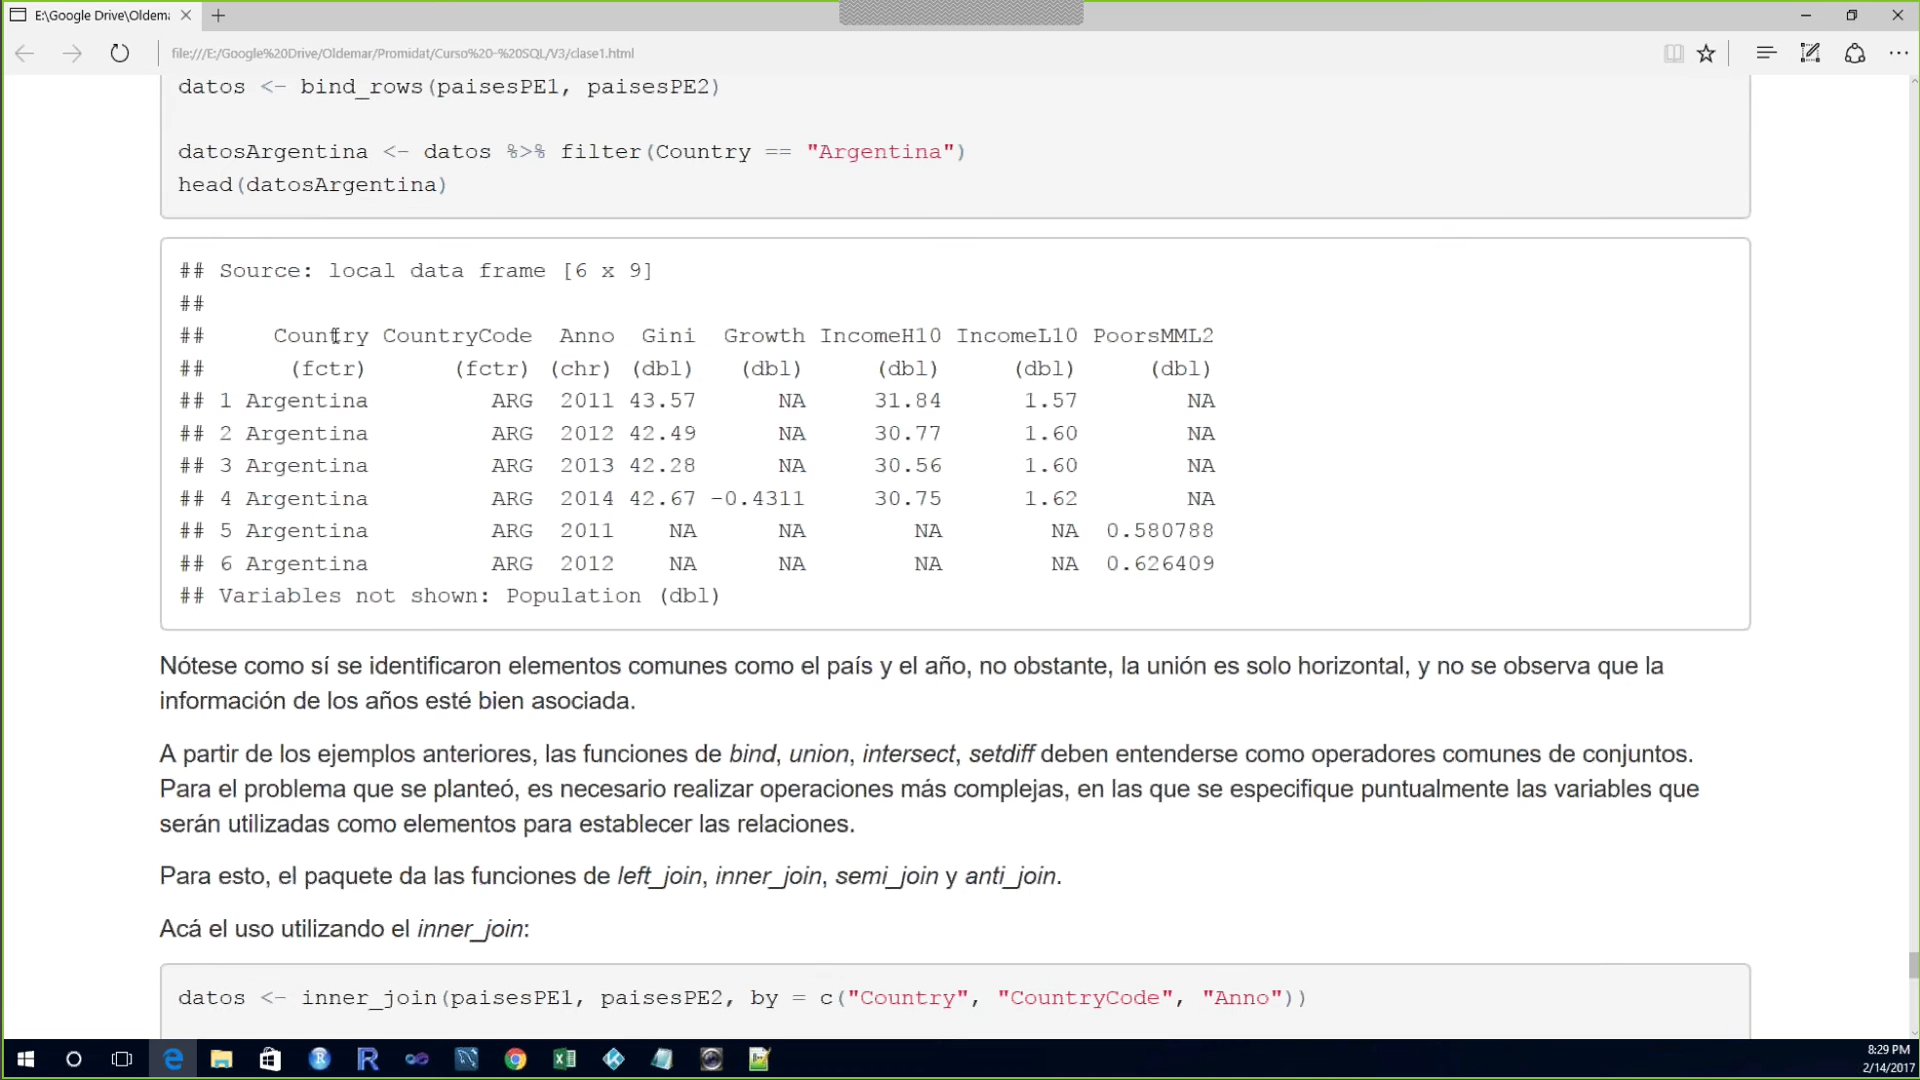 E:\Google Drive\Oldema
file:///E:/Google%20Drive/Oldemar/Promidat/Curso%20-%20SQL/V3/clase1.html
datos <- bind_rows(paisesPE1, paisesPE2)
datosArgentina <- datos %>% filter(Country == "Argentina")
head(datosArgentina)
## Source: local data frame [6 x 9]
##
## Country CountryCode Anno Gini Growth IncomeH10 IncomeL10 PoorsMML2
## (fctr) (fctr) (chr) (dbl) (dbl) (dbl) (dbl) (dbl)
## 1 Argentina ARG 2011 43.57 NA 31.84 1.57 NA
## 2 Argentina ARG 2012 42.49 NA 30.77 1.60 NA
## 3 Argentina ARG 2013 42.28 NA 30.56 1.60 NA
## 4 Argentina ARG 2014 42.67 -0.4311 30.75 1.62 NA
## 5 Argentina ARG 2011 NA NA NA NA 0.580788
## 6 Argentina ARG 2012 NA NA NA NA 0.626409
## Variables not shown: Population (dbl)
Nótese como sí se identificaron elementos comunes como el país y el año, no obstante, la unión es solo horizontal, y no se observa que la
información de los años esté bien asociada.
A partir de los ejemplos anteriores, las funciones de bind, union, intersect, setdiff deben entenderse como operadores comunes de conjuntos.
Para el problema que se planteó, es necesario realizar operaciones más complejas, en las que se especifique puntualmente las variables que
serán utilizadas como elementos para establecer las relaciones.
Para esto, el paquete da las funciones de left_join, inner_join, semi_join y anti_join.
Acá el uso utilizando el inner_join:
datos <- inner_join(paisesPE1, paisesPE2, by = c("Country", "CountryCode", "Anno"))
8:29 PM
2/14/2017